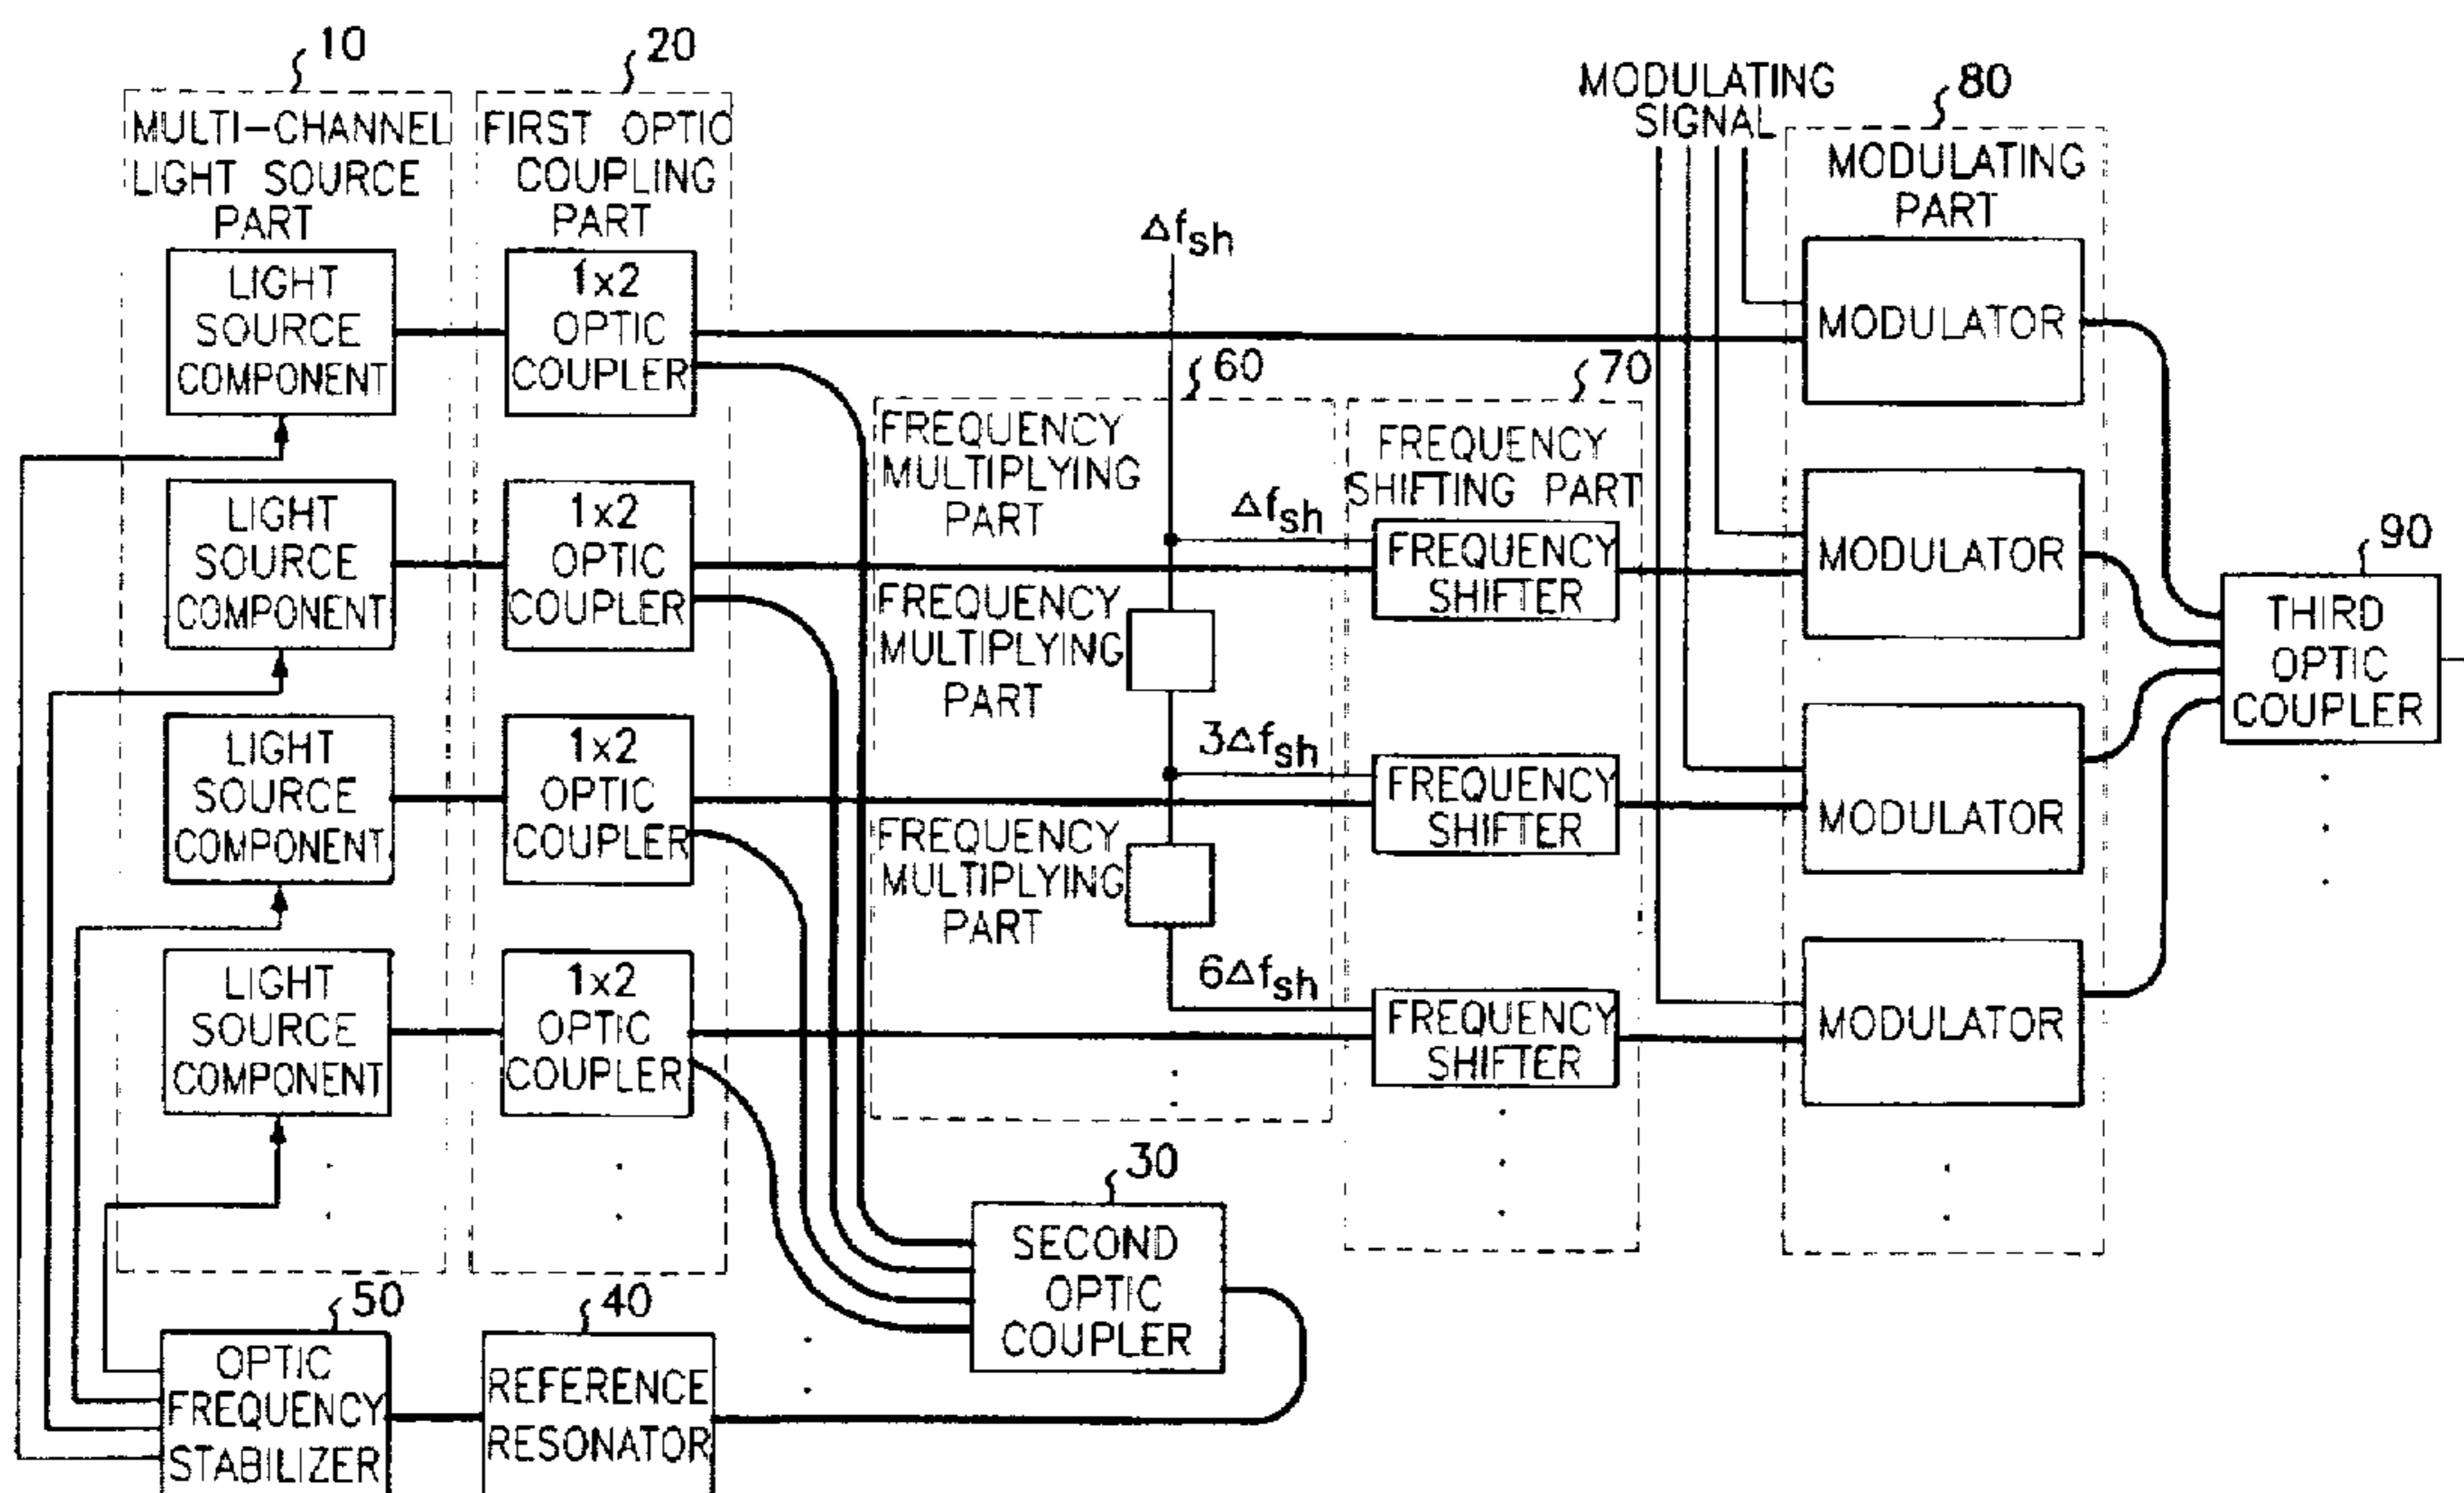 10
20
MULTI-CHANNEL
LIGHT SOURCE
PART
FIRST OPTIC
COUPLING
PART
MODULATING
SIGNAL
80
MODULATING
PART
LIGHT
SOURCE
COMPONENT
1x2
OPTIC
COUPLER
Δfsh
MODULATOR
60
70
FREQUENCY
MULTIPLYING
PART
FREQUENCY
SHIFTING PART
LIGHT
SOURCE
COMPONENT
1x2
OPTIC
COUPLER
Δfsh
FREQUENCY
SHIFTER
MODULATOR
90
THIRD
OPTIC
COUPLER
FREQUENCY
MULTIPLYING
PART
LIGHT
SOURCE
COMPONENT
1x2
OPTIC
COUPLER
3Δfsh
FREQUENCY
SHIFTER
MODULATOR
FREQUENCY
MULTIPLYING
PART
LIGHT
SOURCE
COMPONENT
1x2
OPTIC
COUPLER
6Δfsh
FREQUENCY
SHIFTER
MODULATOR
30
SECOND
OPTIC
COUPLER
50
OPTIC
FREQUENCY
STABILIZER
40
REFERENCE
RESONATOR